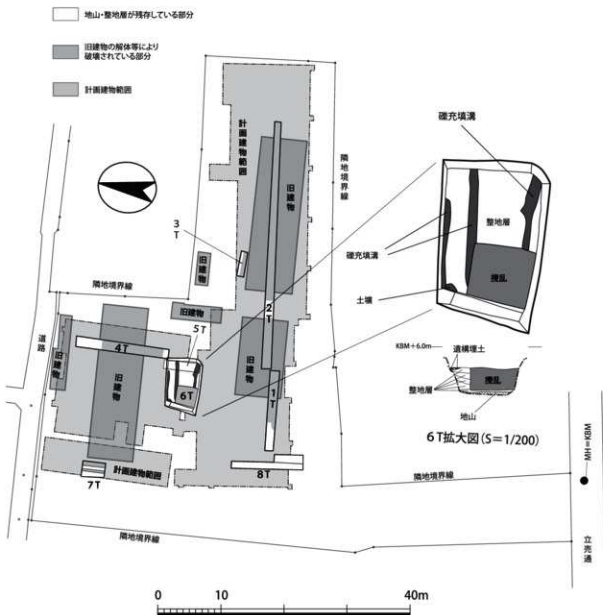 地山・整地層が残存している部分
旧建物の解体等により
破壊されている部分
計画建物範囲
計画建物範囲
旧建物
隣地境界線
3
T
旧建物
隣地境界線
旧建物
5T
2T
道路
旧建物
4T
旧建物
旧建物
6T
1T
8T
7T
計画建物範囲
隣地境界線
隣地境界線
礫充填溝
整地層
礫充填溝
撹乱
土壙
KBM+6.0m
遺構埋土
撹乱
整地層
地山
6T拡大図(S=1/200)
MH=KBM
立売通
0 10 40m